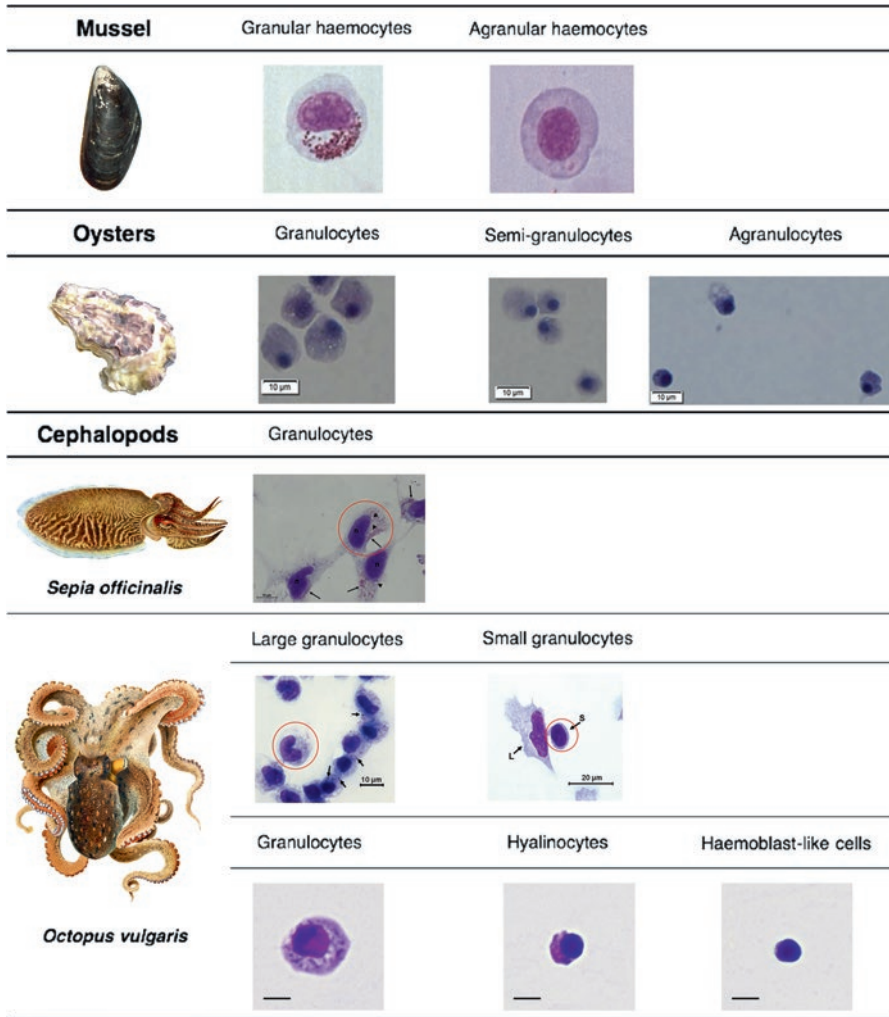 Mussel Granular haemocytes Agranular haemocytes
Oysters Granulocytes Semi-granulocytes Agranulocytes
10 µm 10 µm 10 µm
Cephalopods Granulocytes
Sepia officinalis
Large granulocytes Small granulocytes
S
L
10 µm 20 µm
Granulocytes Hyalinocytes Haemoblast-like cells
Octopus vulgaris